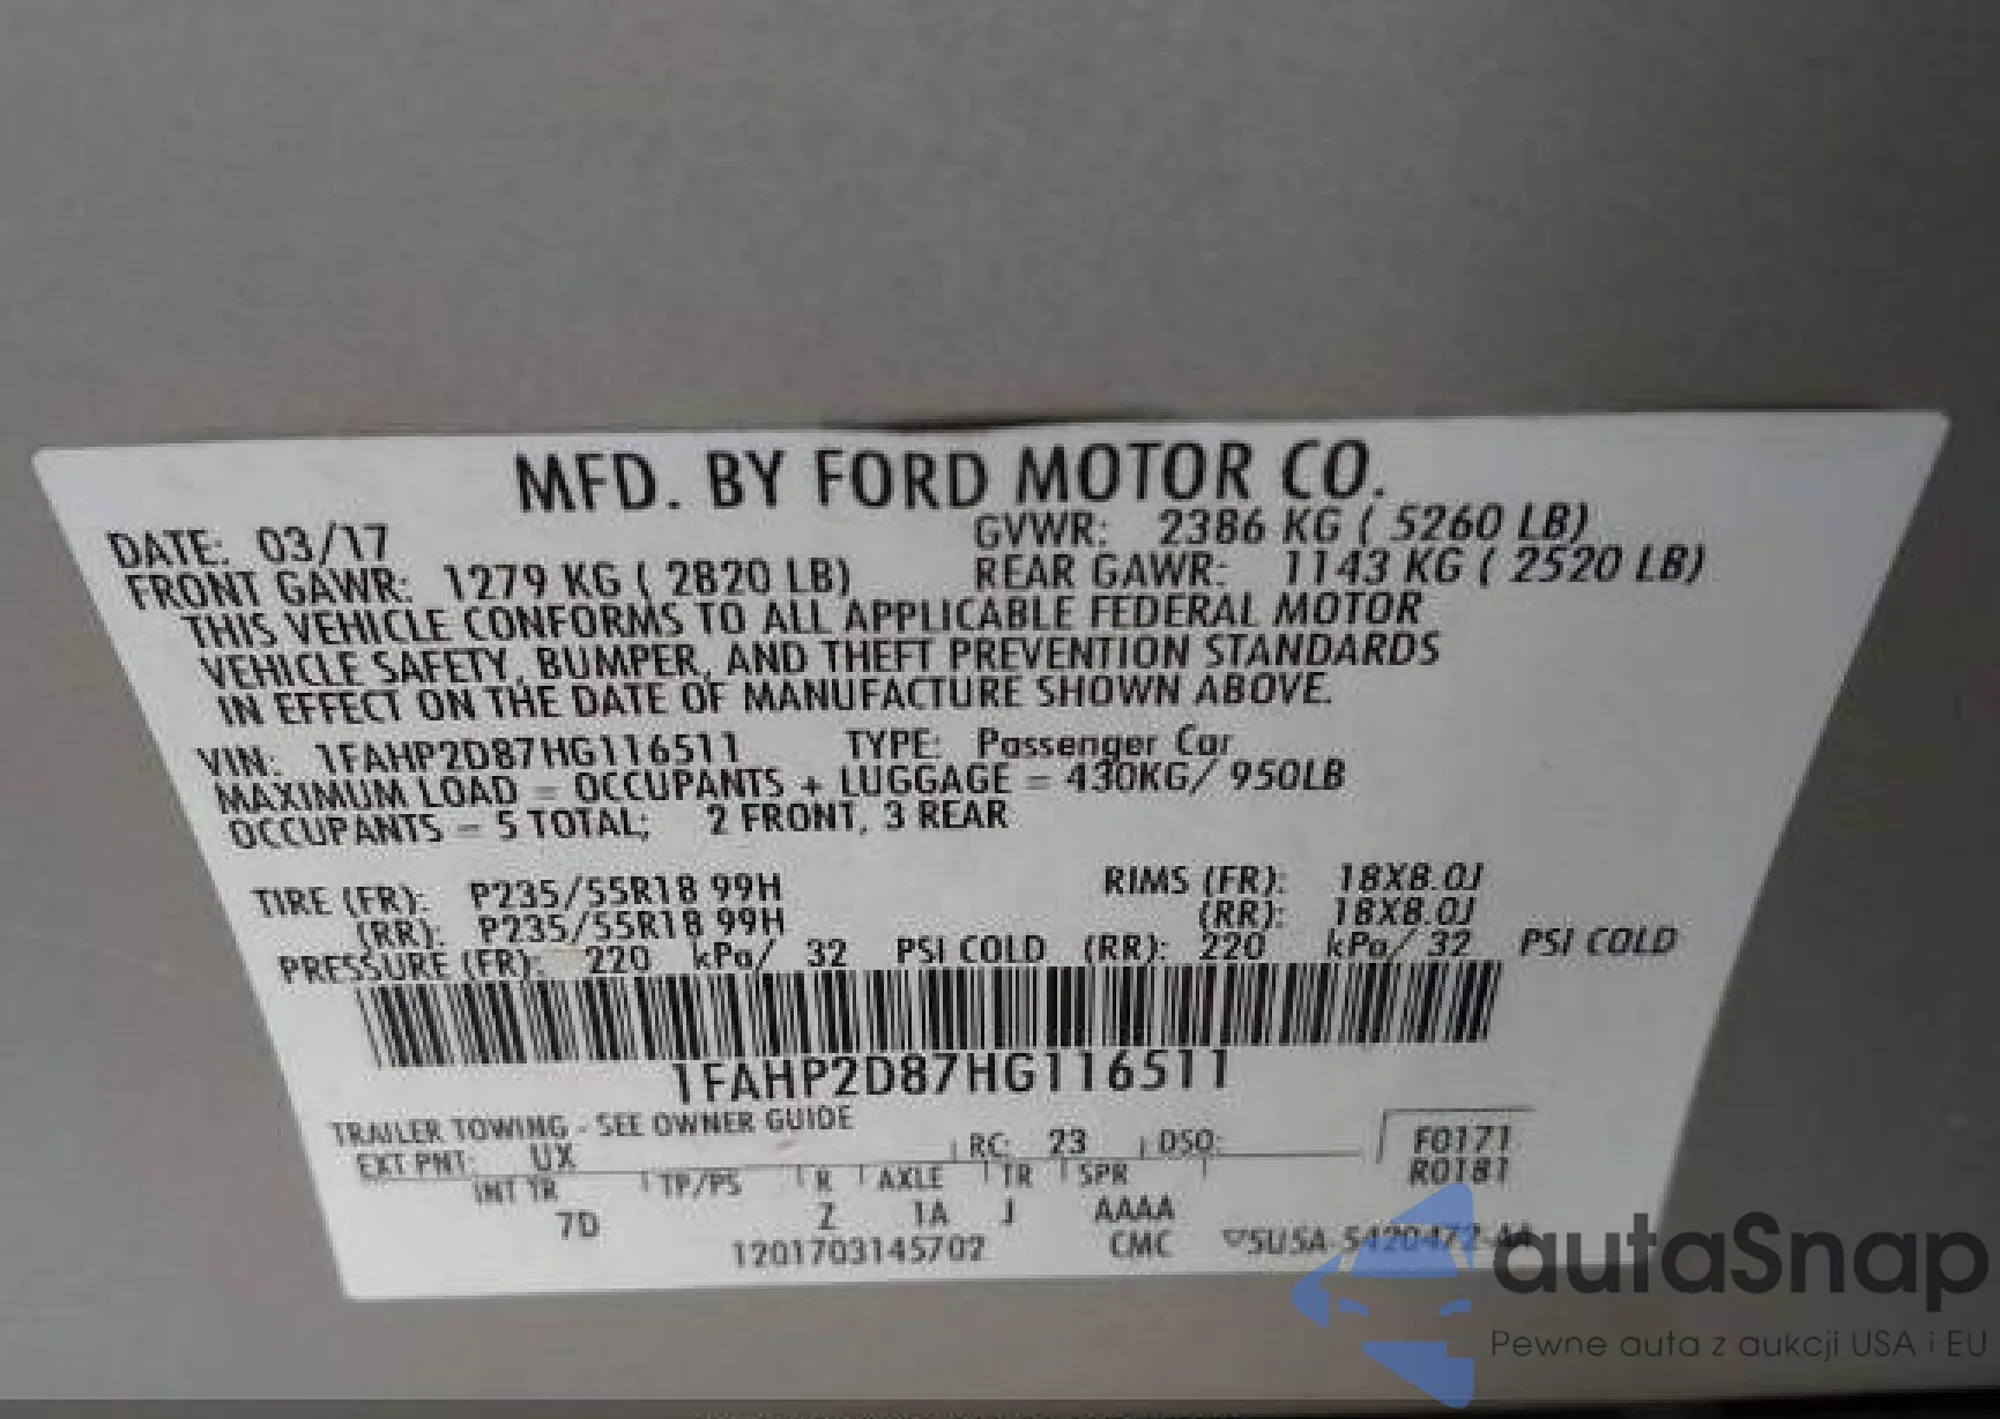 MFD. BY FORD MOTOR CO.
DATE: 03/17 GVWR: 2386 KG ( 5260 LB)
FRONT GAWR: 1279 KG ( 2820 LB) REAR GAWR: 1143 KG ( 2520 LB)
THIS VEHICLE CONFORMS TO ALL APPLICABLE FEDERAL MOTOR
VEHICLE SAFETY, BUMPER, AND THEFT PREVENTION STANDARDS
IN EFFECT ON THE DATE OF MANUFACTURE SHOWN ABOVE.
VIN: 1FAHP2D87HG116511 TYPE: Passenger Car
MAXIMUM LOAD = OCCUPANTS + LUGGAGE = 430KG/ 950LB
OCCUPANTS = 5 TOTAL; 2 FRONT, 3 REAR
TIRE (FR): P235/55R18 99H RIMS (FR): 18X8.0J
(RR): P235/55R18 99H (RR): 18X8.0J
PRESSURE (FR): 220 kPa/ 32 PSI COLD (RR): 220 kPa/ 32 PSI COLD
1FAHP2D87HG116511
TRAILER TOWING - SEE OWNER GUIDE
EXT PNT: UX RC: 23 DSO: F0171
R0181
INT TR TP/PS R AXLE TR SPR
7D 2 1A J AAAA
1201703145702 CMC SUSA-5420472-AA
autaSnap
Pewne auta z aukcji USA i EU